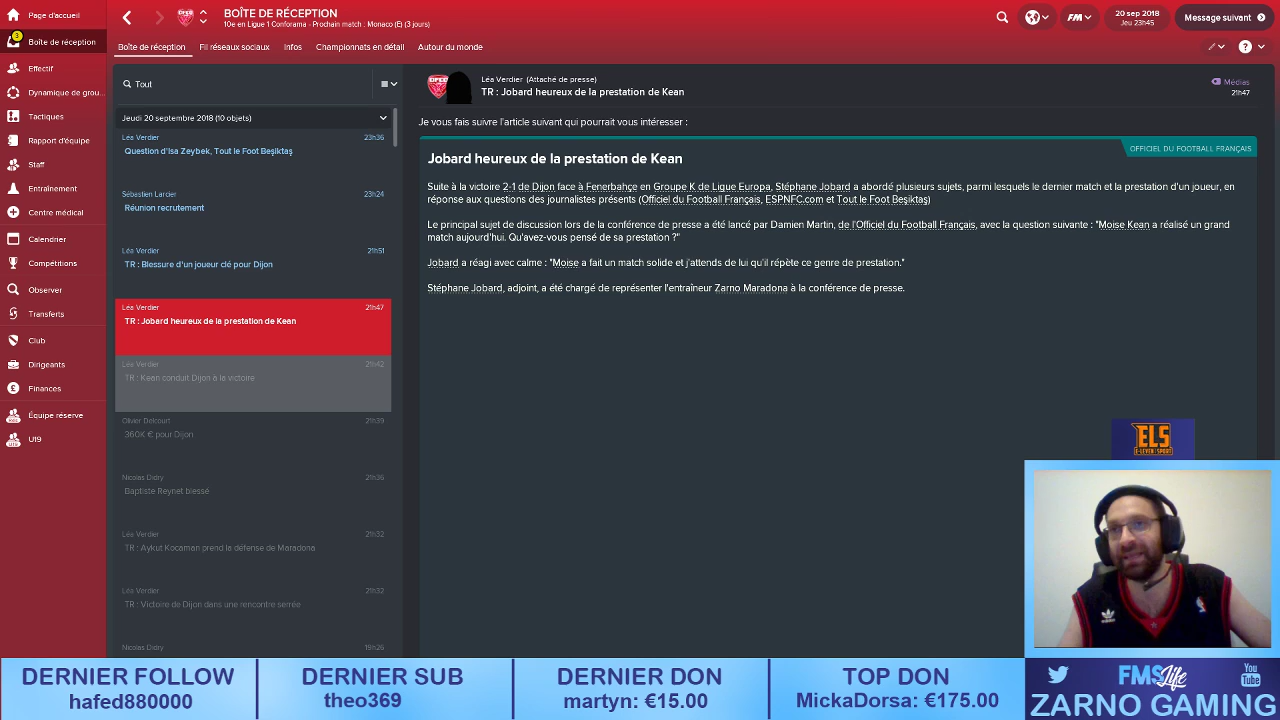 Page d'accueil
3
Boîte de réception
Effectif
Dynamique de grou...
Tactiques
Rapport d'équipe
Staff
Entraînement
Centre médical
Calendrier
Compétitions
Observer
Transferts
Club
Dirigeants
Finances
Équipe réserve
U19
BOÎTE DE RÉCEPTION
10e en Ligue 1 Conforama - Prochain match : Monaco (E) (3 jours)
FM
20 sep 2018
Jeu 23h45
Message suivant
Boîte de réception
Fil réseaux sociaux
Infos
Championnats en détail
Autour du monde
?
Tout
Jeudi 20 septembre 2018 (10 objets)
Léa Verdier 23h36
Question d'Isa Zeybek, Tout le Foot Beşiktaş
Sébastien Larcier 23h24
Réunion recrutement
Léa Verdier 21h51
TR : Blessure d'un joueur clé pour Dijon
Léa Verdier 21h47
TR : Jobard heureux de la prestation de Kean
Léa Verdier 21h42
TR : Kean conduit Dijon à la victoire
Olivier Delcourt 21h39
360K € pour Dijon
Nicolas Didry 21h36
Baptiste Reynet blessé
Léa Verdier 21h32
TR : Aykut Kocaman prend la défense de Maradona
Léa Verdier 21h32
TR : Victoire de Dijon dans une rencontre serrée
Nicolas Didry 19h26
DFCO
Léa Verdier (Attaché de presse)
TR : Jobard heureux de la prestation de Kean
Médias
21h47
Je vous fais suivre l'article suivant qui pourrait vous intéresser :
OFFICIEL DU FOOTBALL FRANÇAIS
Jobard heureux de la prestation de Kean
Suite à la victoire 2-1 de Dijon face à Fenerbahçe en Groupe K de Ligue Europa, Stéphane Jobard a abordé plusieurs sujets, parmi lesquels le dernier match et la prestation d'un joueur, en
réponse aux questions des journalistes présents (Officiel du Football Français, ESPNFC.com et Tout le Foot Beşiktaş)
Le principal sujet de discussion lors de la conférence de presse a été lancé par Damien Martin, de l'Officiel du Football Français, avec la question suivante : "Moise Kean a réalisé un grand
match aujourd'hui. Qu'avez-vous pensé de sa prestation ?"
Jobard a réagi avec calme : "Moise a fait un match solide et j'attends de lui qu'il répète ce genre de prestation."
Stéphane Jobard, adjoint, a été chargé de représenter l'entraîneur Zarno Maradona à la conférence de presse.
ELS
E-LEVEN SPORT
DERNIER FOLLOW
hafed880000
DERNIER SUB
theo369
DERNIER DON
martyn: €15.00
TOP DON
MickaDorsa: €175.00
FMSLife
You
Tube
ZARNO GAMING